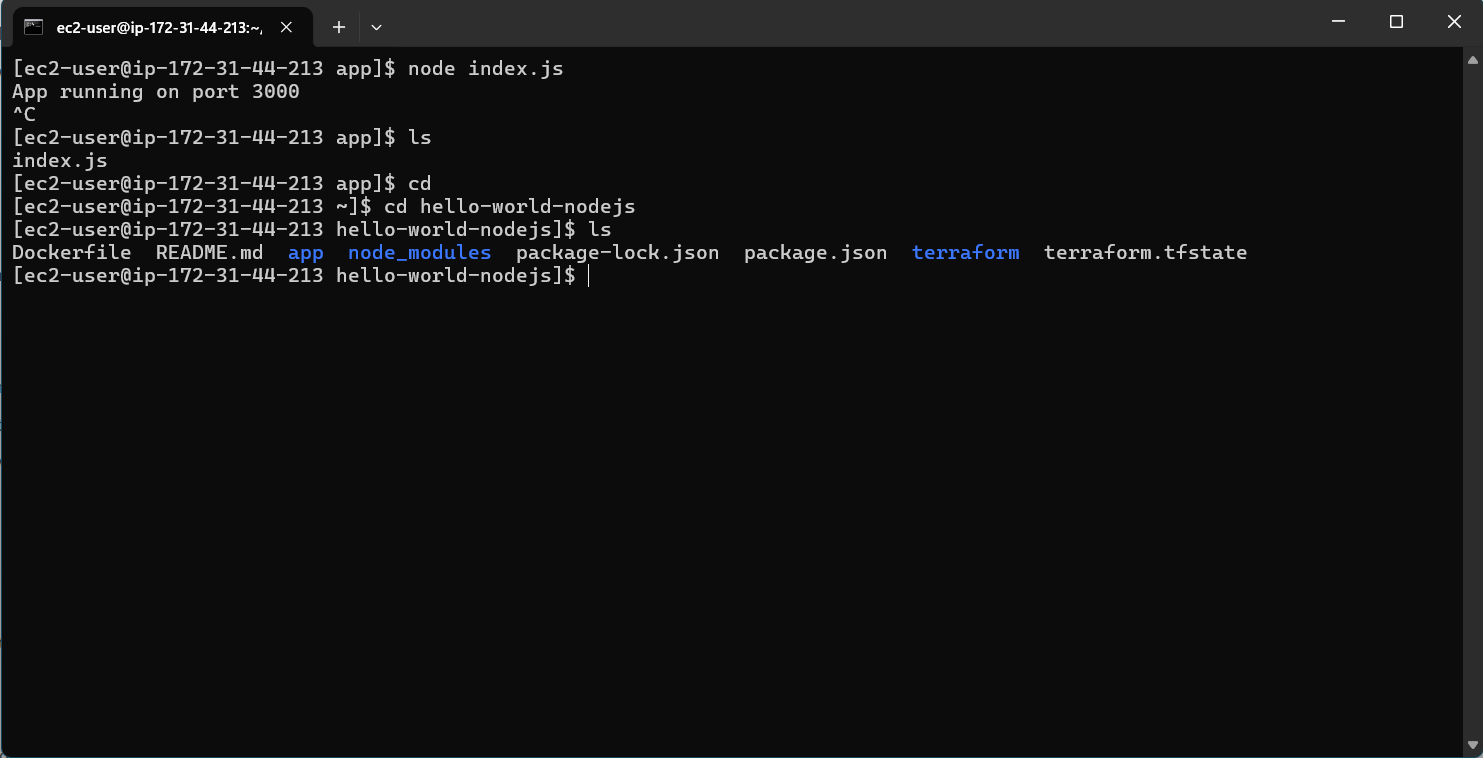 ec2-user@ip-172-31-44-213:~,
[ec2-user@ip-172-31-44-213 app]$ node index.js
App running on port 3000
^C
[ec2-user@ip-172-31-44-213 app]$ ls
index.js
[ec2-user@ip-172-31-44-213 app]$ cd
[ec2-user@ip-172-31-44-213 ~]$ cd hello-world-nodejs
[ec2-user@ip-172-31-44-213 hello-world-nodejs]$ ls
Dockerfile  README.md  app  node_modules  package-lock.json  package.json  terraform  terraform.tfstate
[ec2-user@ip-172-31-44-213 hello-world-nodejs]$